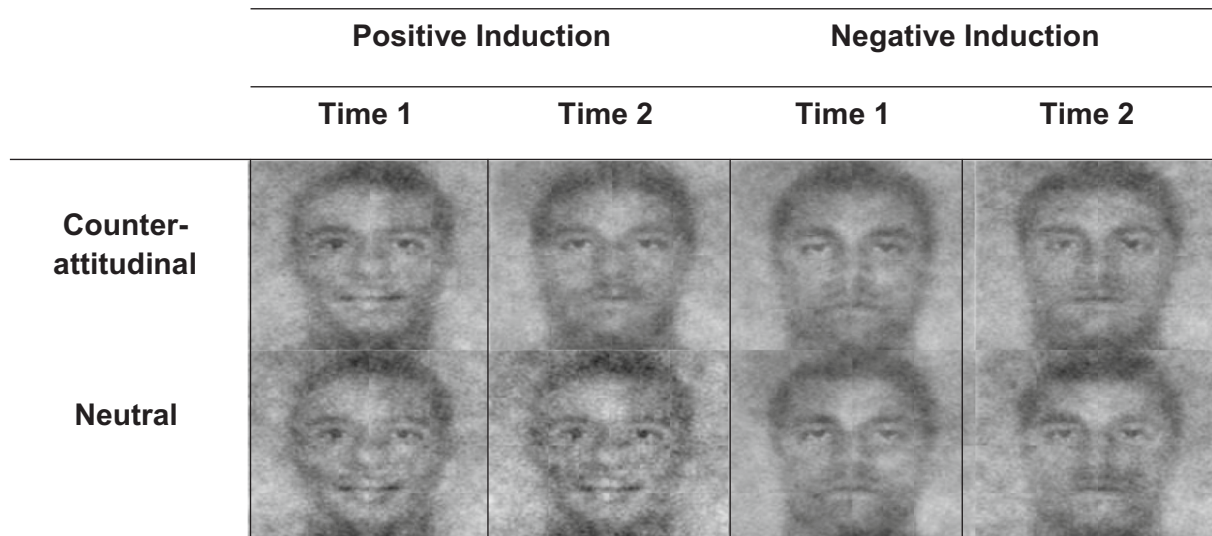 Positive Induction Negative Induction
Time 1 Time 2 Time 1 Time 2
Counter-
attitudinal
Neutral